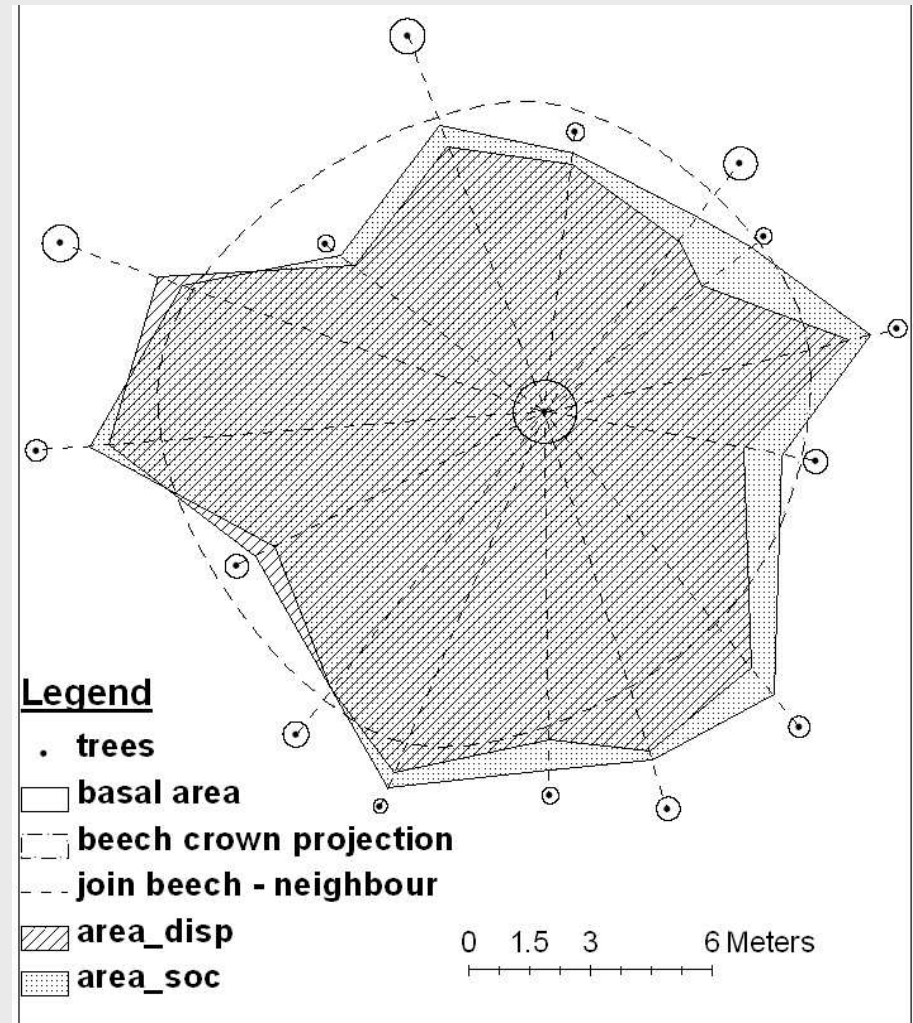 Legend
trees
basal area
beech crown projection
join beech - neighbour
area_disp
area_soc
0 1.5 3 6 Meters